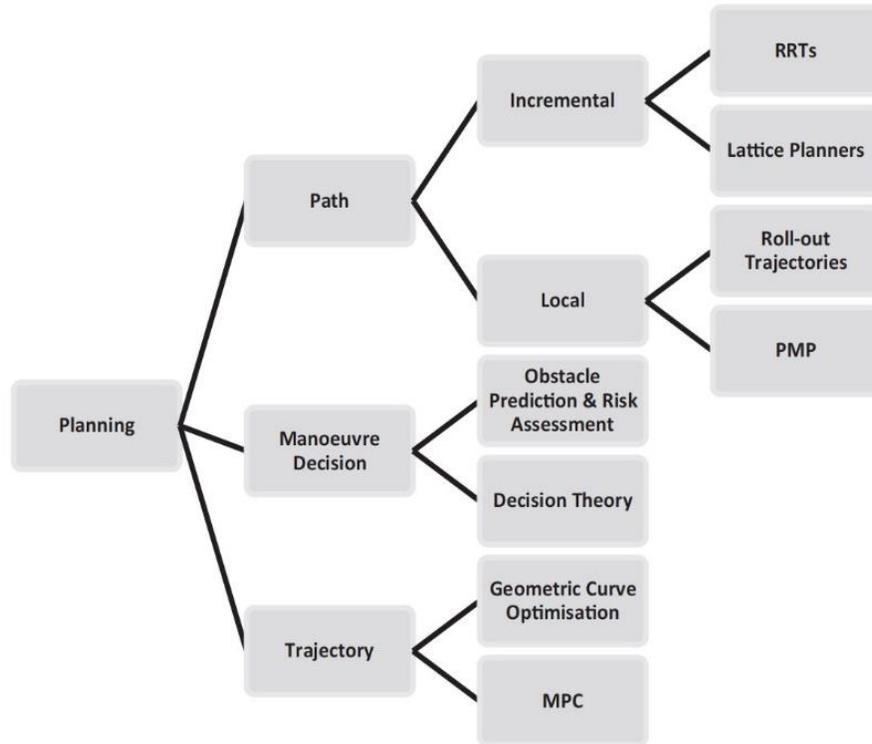 RRTs
Incremental
Lattice Planners
Path
Roll-out
Trajectories
Local
PMP
Obstacle
Prediction & Risk
Assessment
Planning
Manoeuvre
Decision
Decision Theory
Geometric Curve
Optimisation
Trajectory
MPC